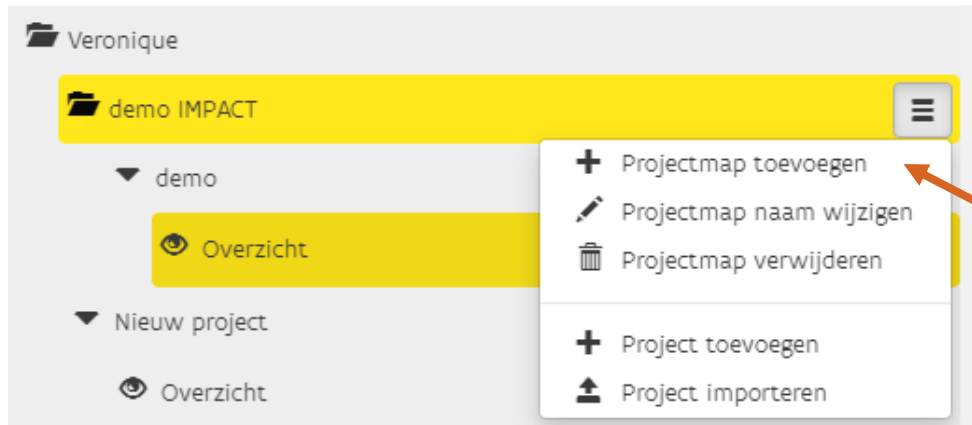 Veronique
demo IMPACT
demo
Overzicht
Nieuw project
Overzicht
Projectmap toevoegen
Projectmap naam wijzigen
Projectmap verwijderen
Project toevoegen
Project importeren